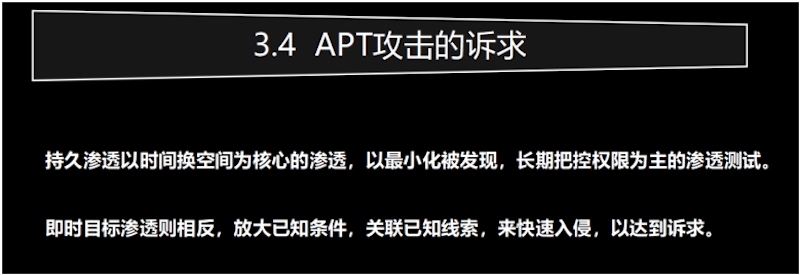 3.4 APT攻击的诉求
持久渗透以时间换空间为核心的渗透，以最小化被发现，长期把控权限为主的渗透测试。
即时目标渗透则相反，放大已知条件，关联已知线索，来快速入侵，以达到诉求。